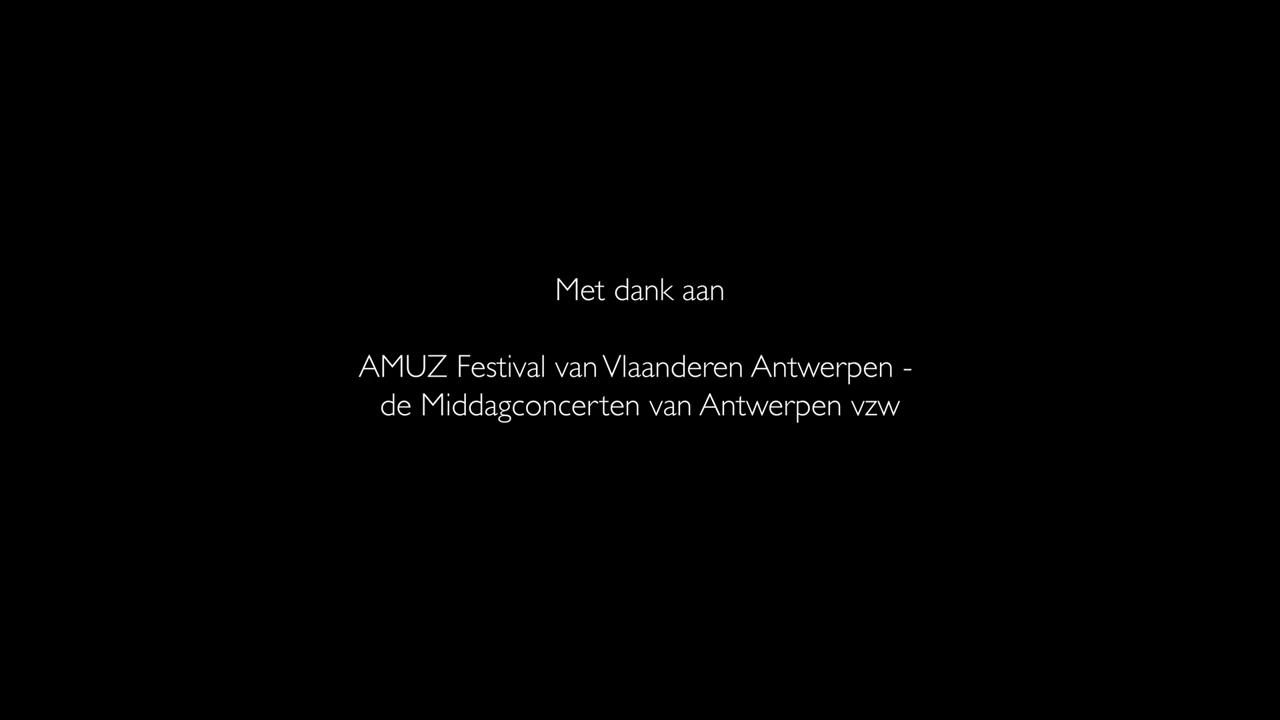 Met dank aan
AMUZ Festival van Vlaanderen Antwerpen -
de Middagconcerten van Antwerpen vzw